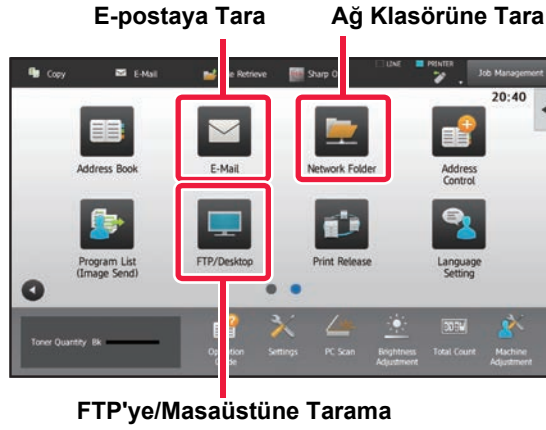 E-postaya Tara
Ağ Klasörüne Tara
Copy
E-Mail
Retrieve
Sharp
LINE
PRINTER
Job Management
20:40
Address Book
E-Mail
Network Folder
Address
Control
Program List
(Image Send)
FTP/Desktop
Print Release
Language
Setting
Toner Quantity Bk
Settings
PC Scan
Brightness
Adjustment
Total Count
Machine
Adjustment
FTP'ye/Masaüstüne Tarama